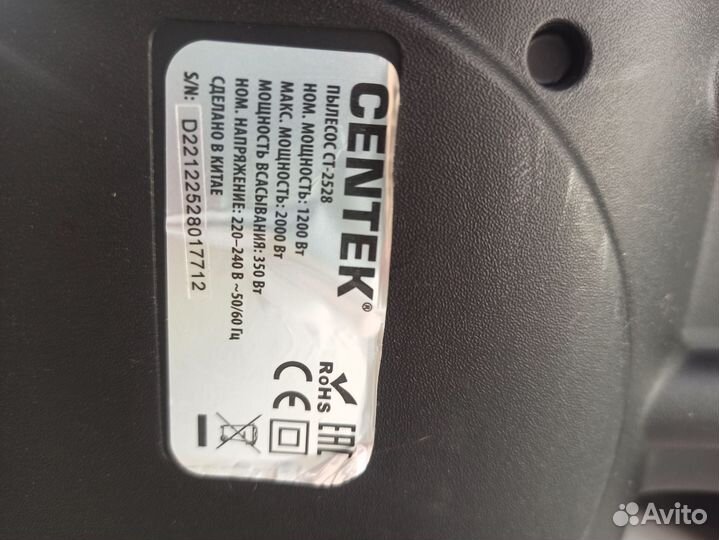 CENTEK®
ПЫЛЕСОС CT-2528
НОМ. МОЩНОСТЬ: 1200 Вт
МАКС. МОЩНОСТЬ: 2000 Вт
МОЩНОСТЬ ВСАСЫВАНИЯ: 350 Вт
НОМ. НАПРЯЖЕНИЕ: 220–240 В ~50/60 Гц
СДЕЛАНО В КИТАЕ
S/N: D22122528017712
RoHS
CE
EAC
Avito